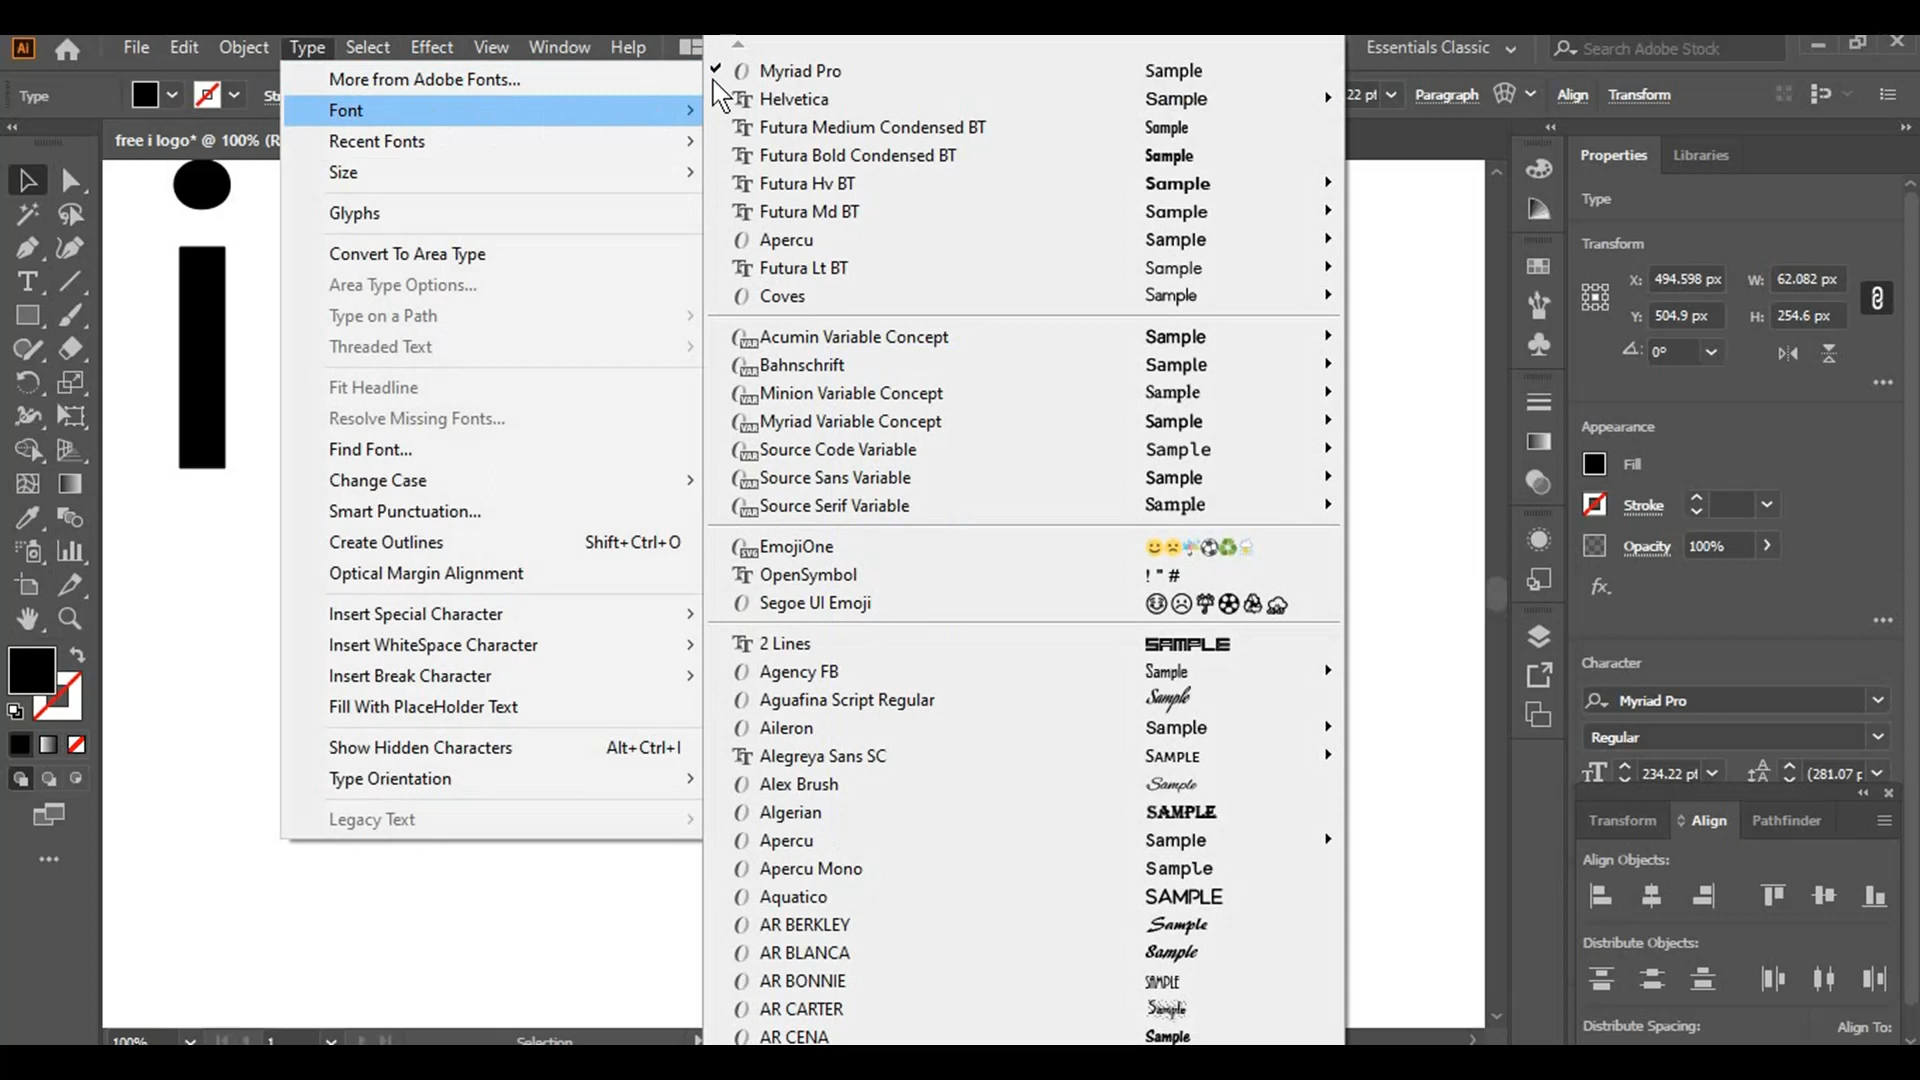 Ai File Edit Object Type Select Effect View Window Help Essentials Classic Search Adobe Stock
Type
22 pt Paragraph Align Transform
free i logo* @ 100% (R
More from Adobe Fonts...
Font
Recent Fonts
Size
Glyphs
Convert To Area Type
Area Type Options...
Type on a Path
Threaded Text
Fit Headline
Resolve Missing Fonts...
Find Font...
Change Case
Smart Punctuation...
Create Outlines Shift+Ctrl+O
Optical Margin Alignment
Insert Special Character
Insert WhiteSpace Character
Insert Break Character
Fill With PlaceHolder Text
Show Hidden Characters Alt+Ctrl+I
Type Orientation
Legacy Text
Myriad Pro Sample
Helvetica Sample
Futura Medium Condensed BT Sample
Futura Bold Condensed BT Sample
Futura Hv BT Sample
Futura Md BT Sample
Apercu Sample
Futura Lt BT Sample
Coves Sample
Acumin Variable Concept Sample
Bahnschrift Sample
Minion Variable Concept Sample
Myriad Variable Concept Sample
Source Code Variable Sample
Source Sans Variable Sample
Source Serif Variable Sample
EmojiOne
OpenSymbol ! " #
Segoe UI Emoji
2 Lines SAMPLE
Agency FB Sample
Aguafina Script Regular Sample
Aileron Sample
Alegreya Sans SC SAMPLE
Alex Brush Sample
Algerian SAMPLE
Apercu Sample
Apercu Mono Sample
Aquatico SAMPLE
AR BERKLEY Sample
AR BLANCA Sample
AR BONNIE SAMPLE
AR CARTER Sample
AR CENA Sample
i
100% 1 Selection
Properties Libraries
Type
Transform
X: 494.598 px W: 62.082 px
Y: 504.9 px H: 254.6 px
0°
Appearance
Fill
Stroke
Opacity 100%
fx.
Character
Myriad Pro
Regular
234.22 pt (281.07 p
Transform Align Pathfinder
Align Objects:
Distribute Objects:
Distribute Spacing: Align To: